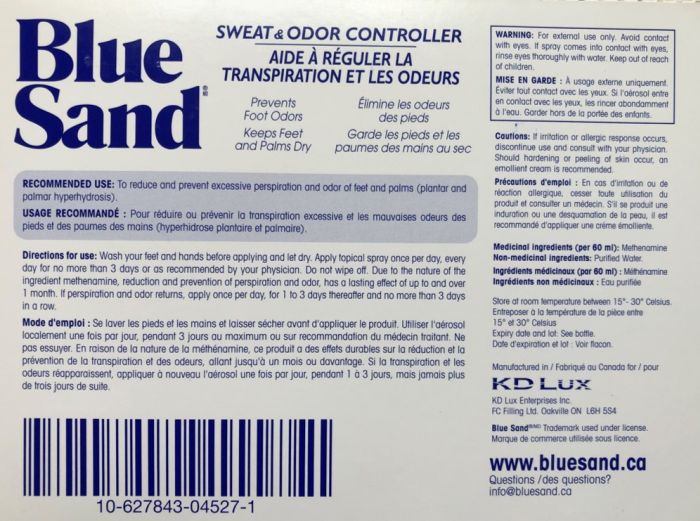 Blue
Sand®
MD
SWEAT & ODOR CONTROLLER
AIDE À RÉGULER LA
TRANSPIRATION ET LES ODEURS
Prevents
Foot Odors
Keeps Feet
and Palms Dry
Élimine les odeurs
des pieds
Garde les pieds et les
paumes des mains au sec
RECOMMENDED USE: To reduce and prevent excessive perspiration and odor of feet and palms (plantar and
palmar hyperhydrosis).
USAGE RECOMMANDÉ : Pour réduire ou prévenir la transpiration excessive et les mauvaises odeurs des
pieds et des paumes des mains (hyperhidrose plantaire et palmaire).
Directions for use: Wash your feet and hands before applying and let dry. Apply topical spray once per day, every
day for no more than 3 days or as recommended by your physician. Do not wipe off. Due to the nature of the
ingredient methenamine, reduction and prevention of perspiration and odor, has a lasting effect of up to and over
1 month. If perspiration and odor returns, apply once per day, for 1 to 3 days thereafter and no more than 3 days
in a row.
Mode d'emploi : Se laver les pieds et les mains et laisser sécher avant d'appliquer le produit. Utiliser l'aérosol
localement une fois par jour, pendant 3 jours au maximum ou sur recommandation du médecin traitant. Ne
pas essuyer. En raison de la nature de la méthénamine, ce produit a des effets durables sur la réduction et la
prévention de la transpiration et des odeurs, allant jusqu'à un mois ou davantage. Si la transpiration et les
odeurs réapparaissent, appliquer à nouveau l'aérosol une fois par jour, pendant 1 à 3 jours, mais jamais plus
de trois jours de suite.
10-627843-04527-1
WARNING: For external use only. Avoid contact
with eyes. If spray comes into contact with eyes,
rinse eyes thoroughly with water. Keep out of reach
of children.
MISE EN GARDE : À usage externe uniquement.
Éviter tout contact avec les yeux. Si l'aérosol entre
en contact avec les yeux, les rincer abondamment
à l'eau. Garder hors de la portée des enfants.
Cautions: If irritation or allergic response occurs,
discontinue use and consult with your physician.
Should hardening or peeling of skin occur, an
emollient cream is recommended.
Précautions d'emploi : En cas d'irritation ou de
réaction allergique, cesser toute utilisation du
produit et consulter un médecin. S'il se produit une
induration ou une desquamation de la peau, il est
recommandé d'appliquer une crème émolliente.
Medicinal ingredients (per 60 ml): Methenamine
Non-medicinal ingredients: Purified Water.
Ingrédients médicinaux (par 60 ml) : Méthénamine
Ingrédients non médicinaux : Eau purifiée
Store at room temperature between 15°- 30° Celsius.
Entreposer à la température de la pièce entre
15° et 30° Celsius
Expiry date and lot: See bottle.
Date d'expiration et lot : Voir flacon.
Manufactured in / Fabriqué au Canada for / pour
KD LUX
KD Lux Enterprises Inc.
FC Filling Ltd. Oakville ON L6H 5S4
Blue Sand®/MD Trademark used under license.
Marque de commerce utilisée sous licence.
www.bluesand.ca
Questions /des questions?
info@bluesand.ca